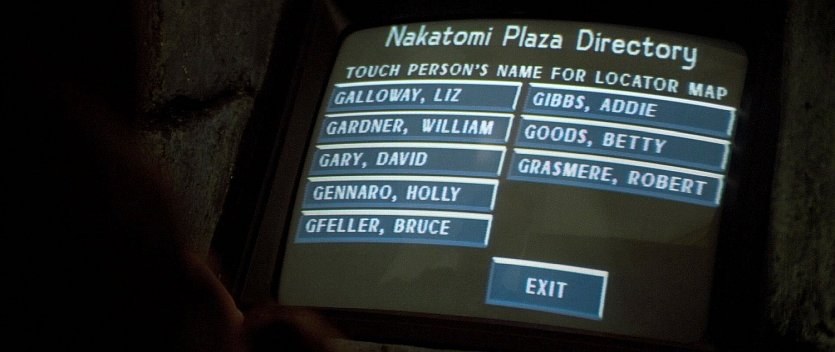 Nakatomi Plaza Directory
TOUCH PERSON'S NAME FOR LOCATOR MAP
GALLOWAY, LIZ
GARDNER, WILLIAM
GARY, DAVID
GENNARO, HOLLY
GFELLER, BRUCE
GIBBS, ADDIE
GOODS, BETTY
GRASMERE, ROBERT
EXIT